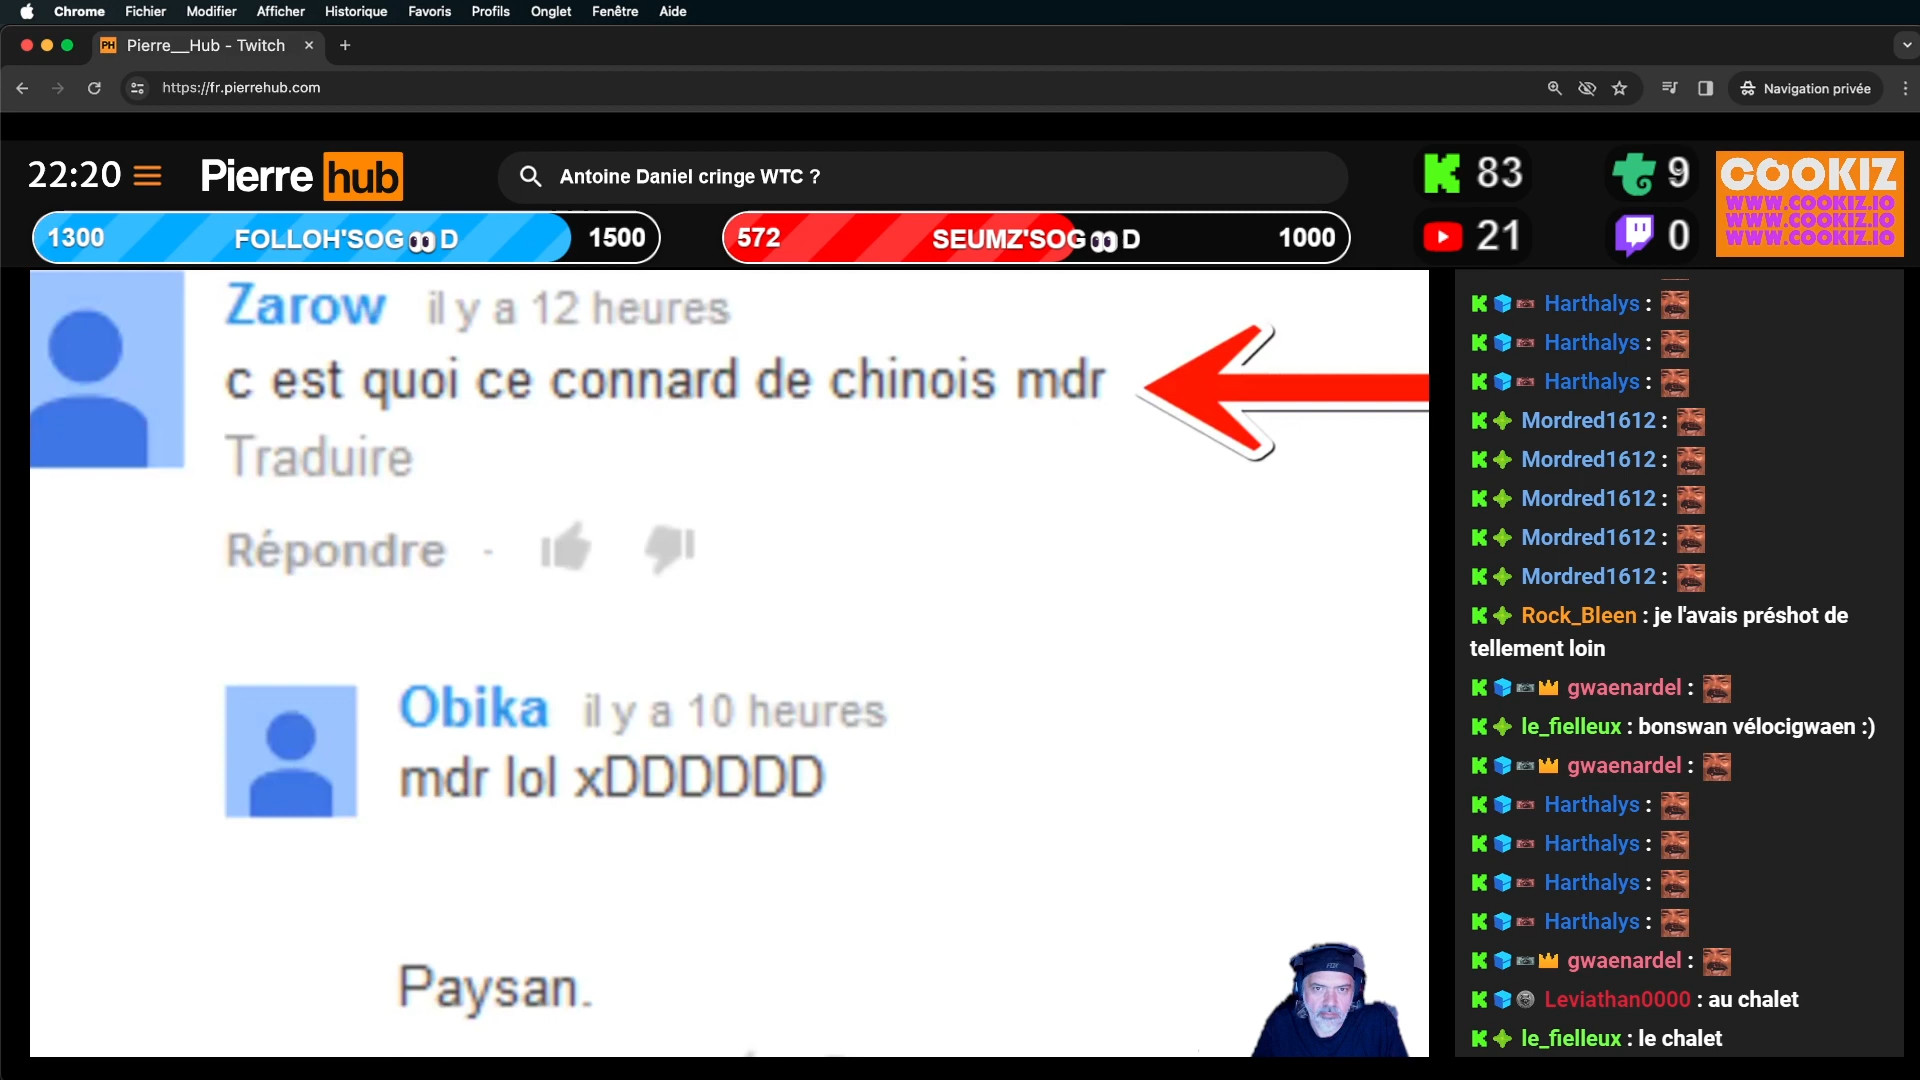 Chrome Fichier Modifier Afficher Historique Favoris Profils Onglet Fenêtre Aide
PH Pierre__Hub - Twitch
https://fr.pierrehub.com
Navigation privée
22:20
Pierre hub
Antoine Daniel cringe WTC ?
83
9
COOKIZ
WWW.COOKIZ.IO
WWW.COOKIZ.IO
WWW.COOKIZ.IO
1300 FOLLOH'SOG👀D 1500
572 SEUMZ'SOG👀D 1000
21
0
Zarow il y a 12 heures
c est quoi ce connard de chinois mdr
Traduire
Répondre -
Obika il y a 10 heures
mdr lol xDDDDDD
Paysan.
Harthalys :
Harthalys :
Harthalys :
Mordred1612 :
Mordred1612 :
Mordred1612 :
Mordred1612 :
Mordred1612 :
Rock_Bleen : je l'avais préshot de
tellement loin
gwaenardel :
le_fielleux : bonswan vélocigwaen :)
gwaenardel :
Harthalys :
Harthalys :
Harthalys :
Harthalys :
gwaenardel :
Leviathan0000 : au chalet
le_fielleux : le chalet